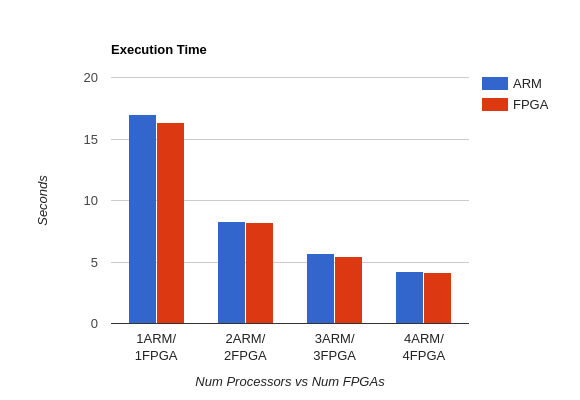 Execution Time
20
15
10
5
0
Seconds
ARM
FPGA
1ARM/
1FPGA
2ARM/
2FPGA
3ARM/
3FPGA
4ARM/
4FPGA
Num Processors vs Num FPGAs